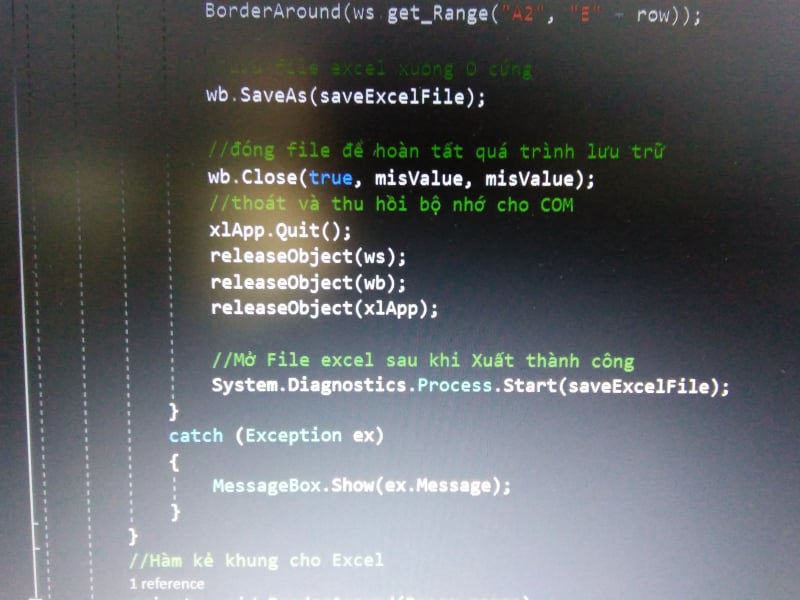 BorderAround(ws.get_Range("A2", "E" + row));
//Lưu file excel xuống Ổ cứng
wb.SaveAs(saveExcelFile);
//đóng file để hoàn tất quá trình lưu trữ
wb.Close(true, misValue, misValue);
//thoát và thu hồi bộ nhớ cho COM
xlApp.Quit();
releaseObject(ws);
releaseObject(wb);
releaseObject(xlApp);
//Mở File excel sau khi Xuất thành công
System.Diagnostics.Process.Start(saveExcelFile);
}
catch (Exception ex)
{
MessageBox.Show(ex.Message);
}
}
//Hàm kẻ khung cho Excel
1 reference